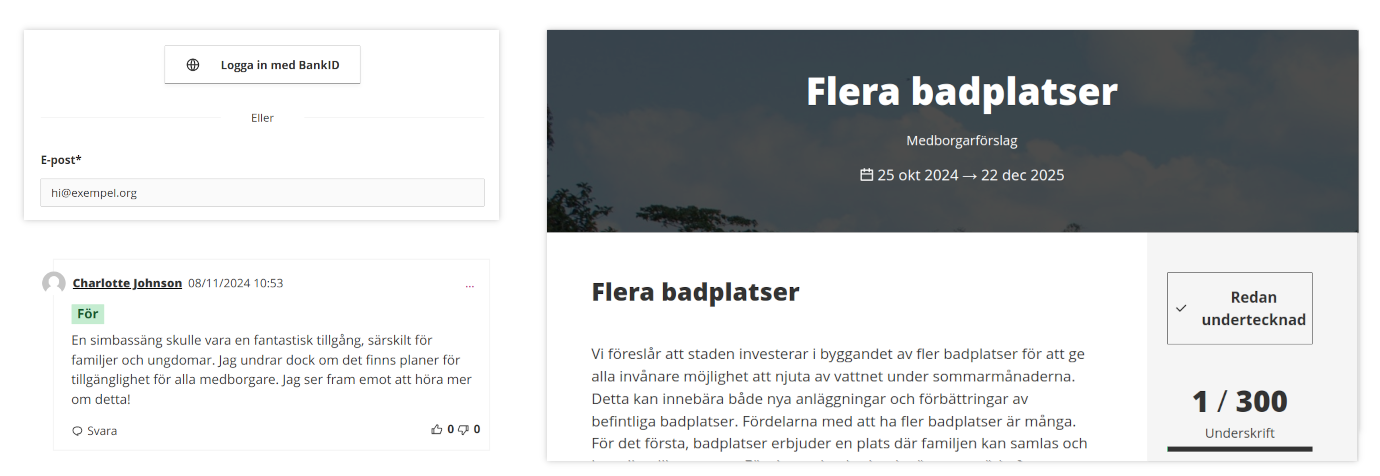 Logga in med BankID
Eller
E-post*
hi@exempel.org
Charlotte Johnson 08/11/2024 10:53 ...
För
En simbassäng skulle vara en fantastisk tillgång, särskilt för
familjer och ungdomar. Jag undrar dock om det finns planer för
tillgänglighet för alla medborgare. Jag ser fram emot att höra mer
om detta!
Svara 0 0
Flera badplatser
Medborgarförslag
25 okt 2024 → 22 dec 2025
Flera badplatser
Vi föreslår att staden investerar i byggandet av fler badplatser för att ge
alla invånare möjlighet att njuta av vattnet under sommarmånaderna.
Detta kan innebära både nya anläggningar och förbättringar av
befintliga badplatser. Fördelarna med att ha fler badplatser är många.
För det första, badplatser erbjuder en plats där familjen kan samlas och
Redan
undertecknad
1 / 300
Underskrift